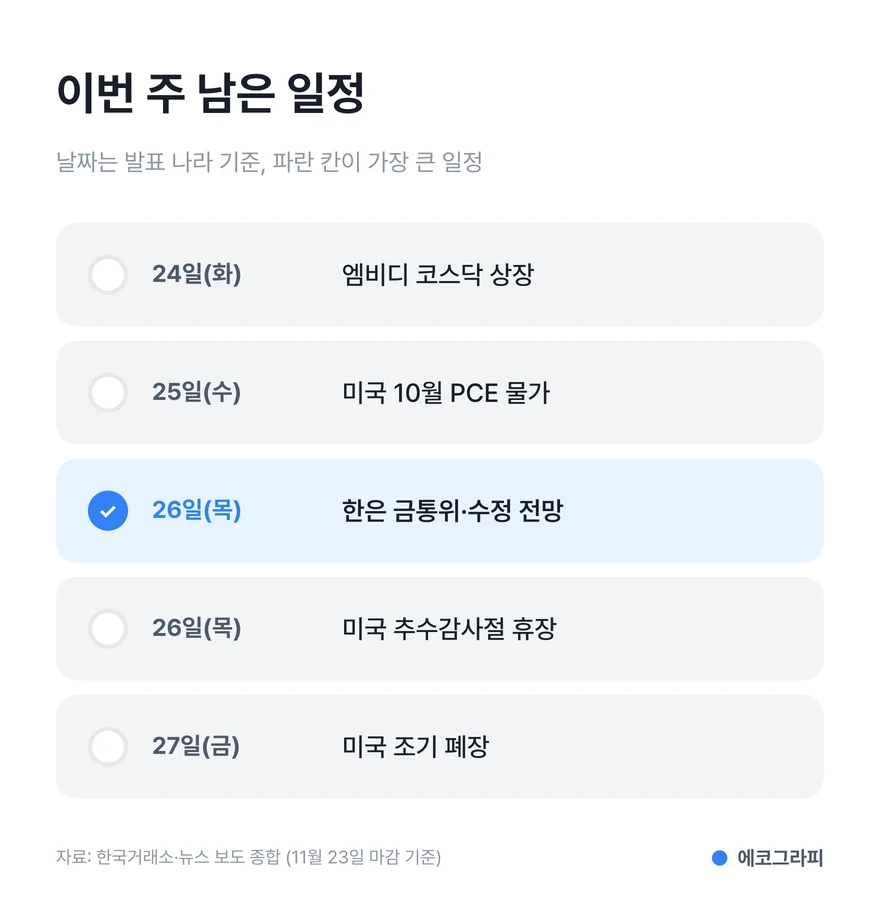 이번 주 남은 일정
날짜는 발표 나라 기준, 파란 칸이 가장 큰 일정
24일(화) 엠비디 코스닥 상장
25일(수) 미국 10월 PCE 물가
26일(목) 한은 금통위·수정 전망
26일(목) 미국 추수감사절 휴장
27일(금) 미국 조기 폐장
자료: 한국거래소·뉴스 보도 종합 (11월 23일 마감 기준)
에코그라피